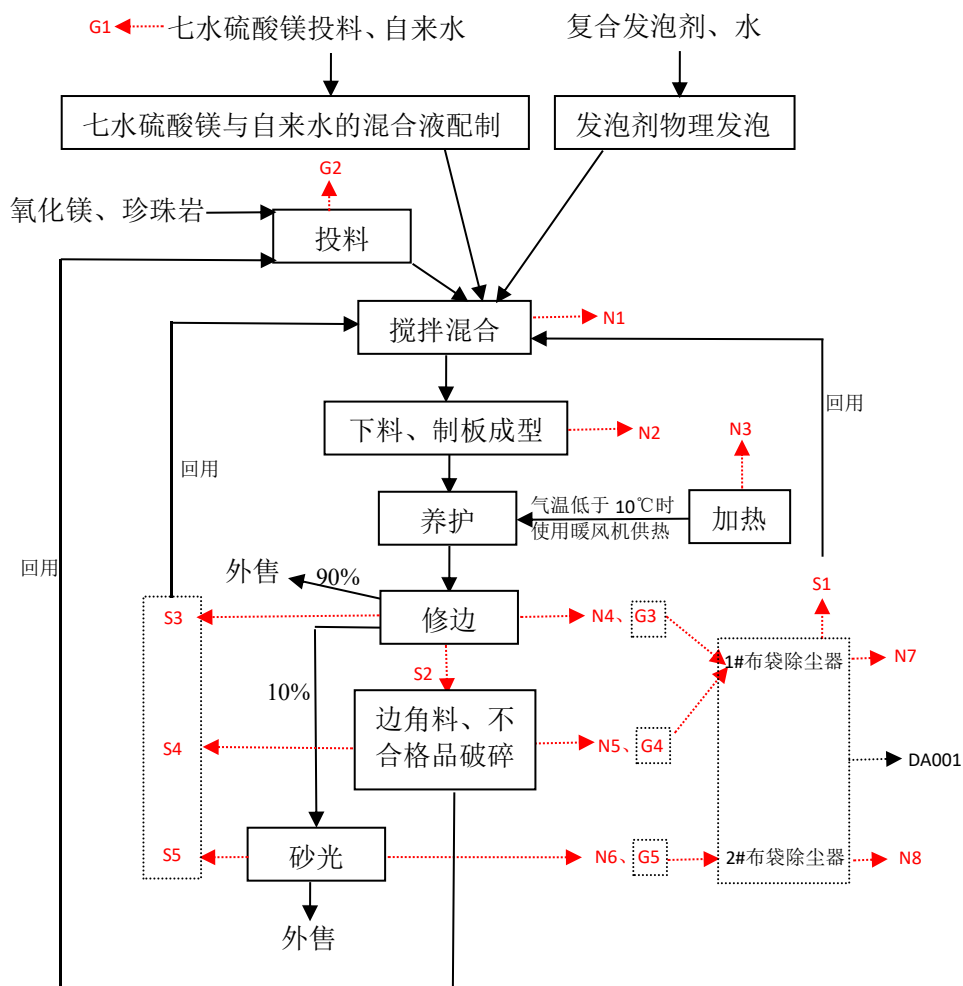 G1 七水硫酸镁投料、自来水
复合发泡剂、水
七水硫酸镁与自来水的混合液配制
发泡剂物理发泡
G2
氧化镁、珍珠岩
投料
搅拌混合
N1
下料、制板成型
N2
N3
回用
回用
养护
气温低于 10℃时
使用暖风机供热
加热
回用
外售
90%
S1
S3
修边
N4、G3
S2
1#布袋除尘器
N7
10%
边角料、不
合格品破碎
S4
N5、G4
DA001
S5
砂光
N6、G5
2#布袋除尘器
N8
外售